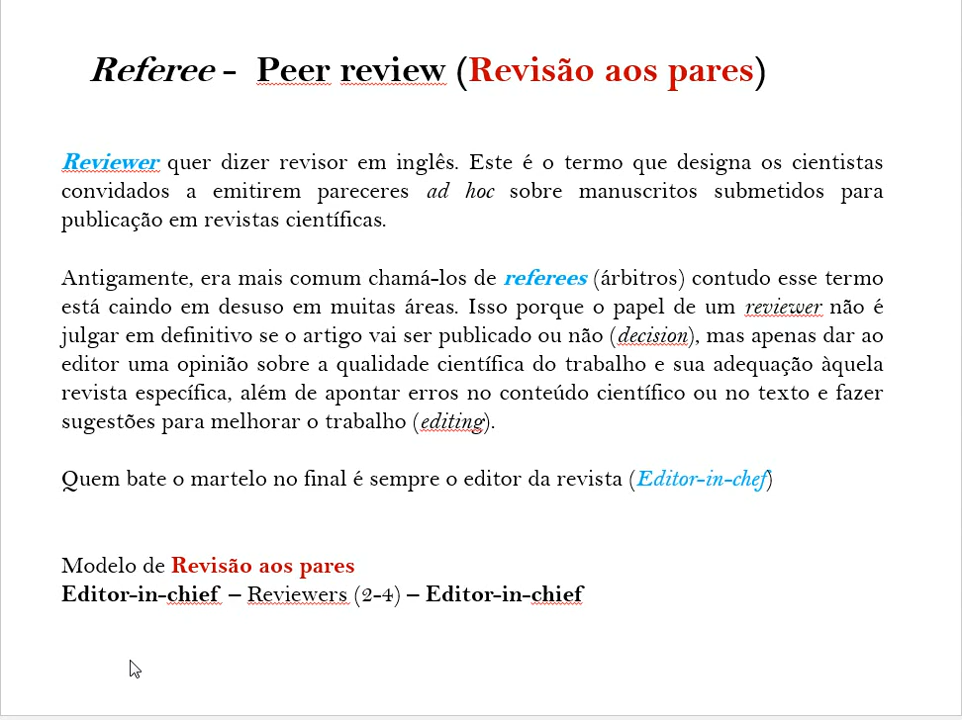 Referee - Peer review (Revisão aos pares)
Reviewer quer dizer revisor em inglês. Este é o termo que designa os cientistas
convidados a emitirem pareceres ad hoc sobre manuscritos submetidos para
publicação em revistas científicas.
Antigamente, era mais comum chamá-los de referees (árbitros) contudo esse termo
está caindo em desuso em muitas áreas. Isso porque o papel de um reviewer não é
julgar em definitivo se o artigo vai ser publicado ou não (decision), mas apenas dar ao
editor uma opinião sobre a qualidade científica do trabalho e sua adequação àquela
revista específica, além de apontar erros no conteúdo científico ou no texto e fazer
sugestões para melhorar o trabalho (editing).
Quem bate o martelo no final é sempre o editor da revista (Editor-in-chef)
Modelo de Revisão aos pares
Editor-in-chief – Reviewers (2-4) – Editor-in-chief